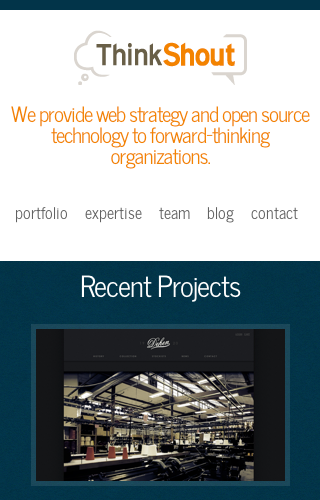 ThinkShout
We provide web strategy and open source
technology to forward-thinking
organizations.
portfolio expertise team blog contact
Recent Projects